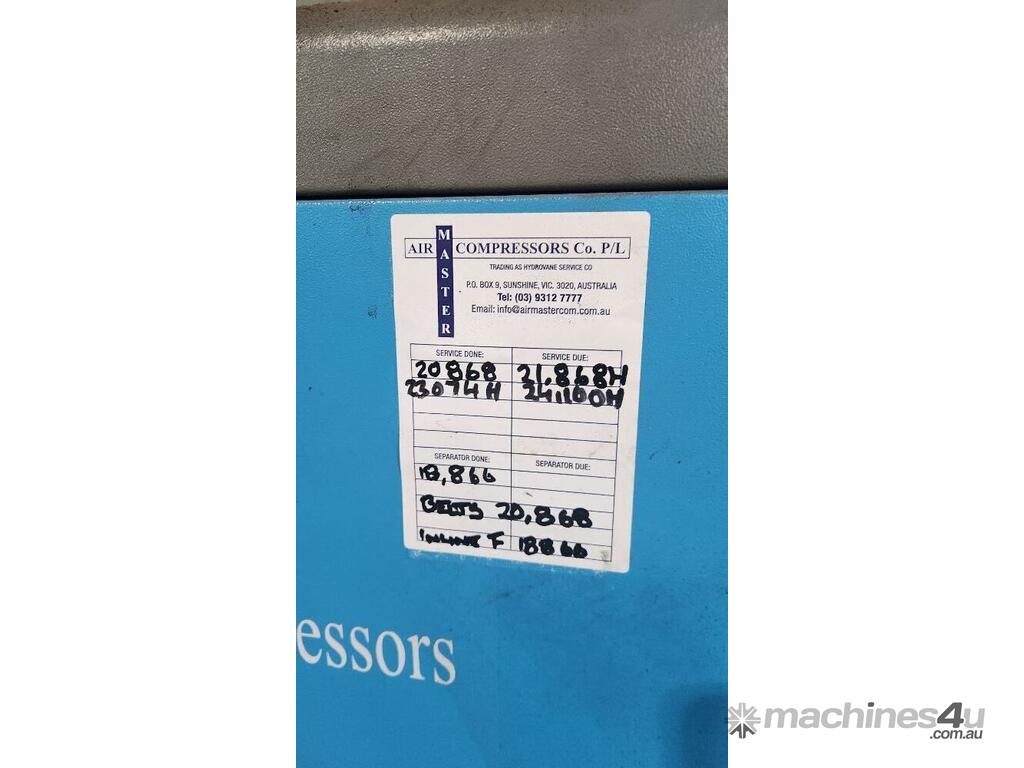 AIR MASTER COMPRESSORS Co. P/L
TRADING AS HYDROVANE SERVICE CO
P.O. BOX 9, SUNSHINE, VIC. 3020, AUSTRALIA
Tel: (03) 9312 7777
Email: info@airmastercom.com.au
SERVICE DONE: SERVICE DUE:
20868 21,868H
23074H 24,100H
SEPARATOR DONE: SEPARATOR DUE:
18,866
BELTS 20,868
INLINE F 18866
essors
machines4u
.com.au